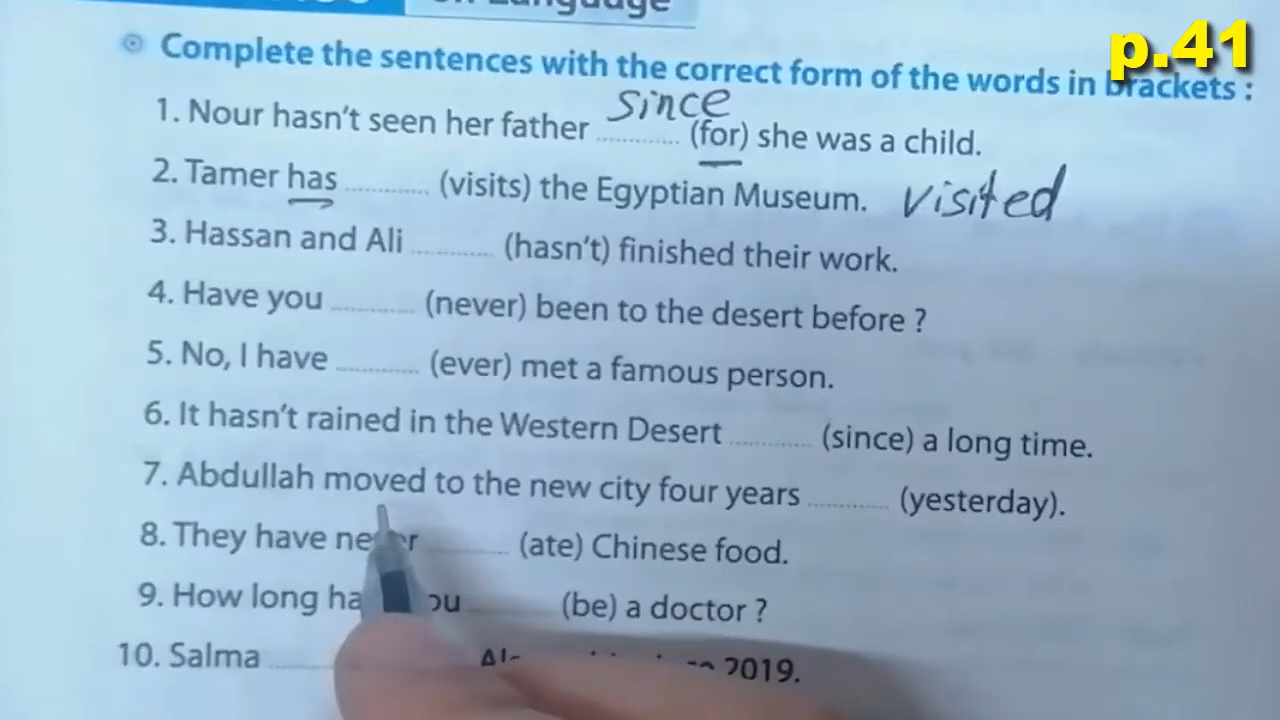 on Language
p.41
Complete the sentences with the correct form of the words in brackets :
since
1. Nour hasn't seen her father ............ (for) she was a child.
2. Tamer has ............ (visits) the Egyptian Museum. visited
3. Hassan and Ali ............ (hasn't) finished their work.
4. Have you ............ (never) been to the desert before ?
5. No, I have ............ (ever) met a famous person.
6. It hasn't rained in the Western Desert ............ (since) a long time.
7. Abdullah moved to the new city four years ............ (yesterday).
8. They have never ............ (ate) Chinese food.
9. How long ............ (be) a doctor ?
10. Salma ............ 2019.